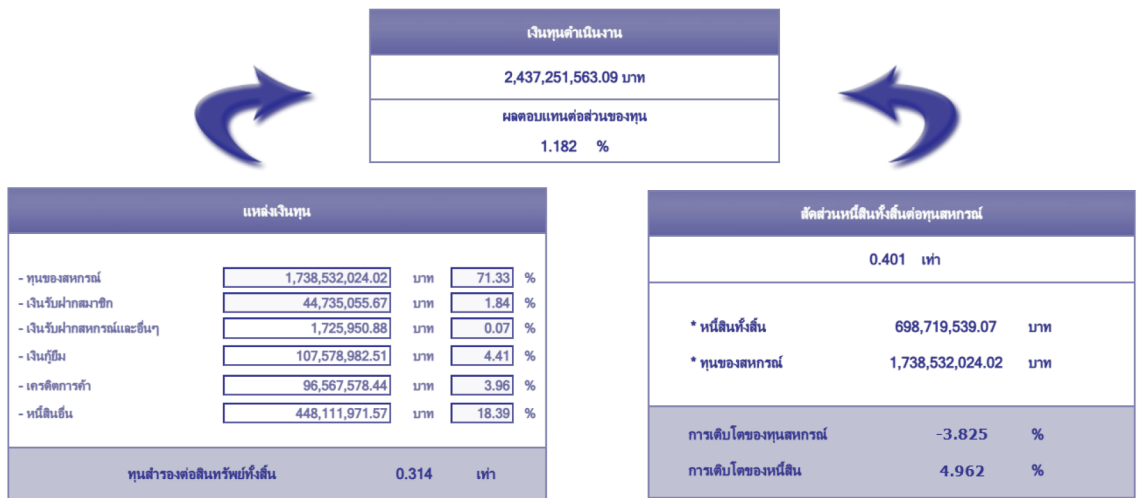 เงินทุนดำเนินงาน
2,437,251,563.09 บาท
ผลตอบแทนต่อส่วนของทุน
1.182 %
แหล่งเงินทุน
- ทุนของสหกรณ์ 1,738,532,024.02 บาท 71.33 %
- เงินรับฝากสมาชิก 44,735,055.67 บาท 1.84 %
- เงินรับฝากสหกรณ์และอื่นๆ 1,725,950.88 บาท 0.07 %
- เงินกู้ยืม 107,578,982.51 บาท 4.41 %
- เครดิตการค้า 96,567,578.44 บาท 3.96 %
- หนี้สินอื่น 448,111,971.57 บาท 18.39 %
ทุนสำรองต่อสินทรัพย์ทั้งสิ้น 0.314 เท่า
สัดส่วนหนี้สินทั้งสิ้นต่อทุนสหกรณ์
0.401 เท่า
* หนี้สินทั้งสิ้น 698,719,539.07 บาท
* ทุนของสหกรณ์ 1,738,532,024.02 บาท
การเติบโตของทุนสหกรณ์ -3.825 %
การเติบโตของหนี้สิน 4.962 %